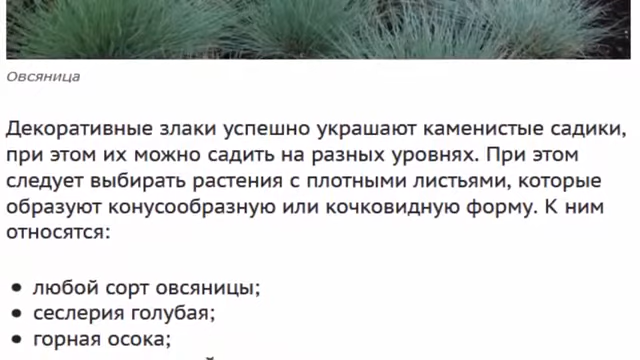 Овсяница
Декоративные злаки успешно украшают каменистые садики,
при этом их можно садить на разных уровнях. При этом
следует выбирать растения с плотными листьями, которые
образуют конусообразную или кочковидную форму. К ним
относятся:
любой сорт овсяницы;
сеслерия голубая;
горная осока;